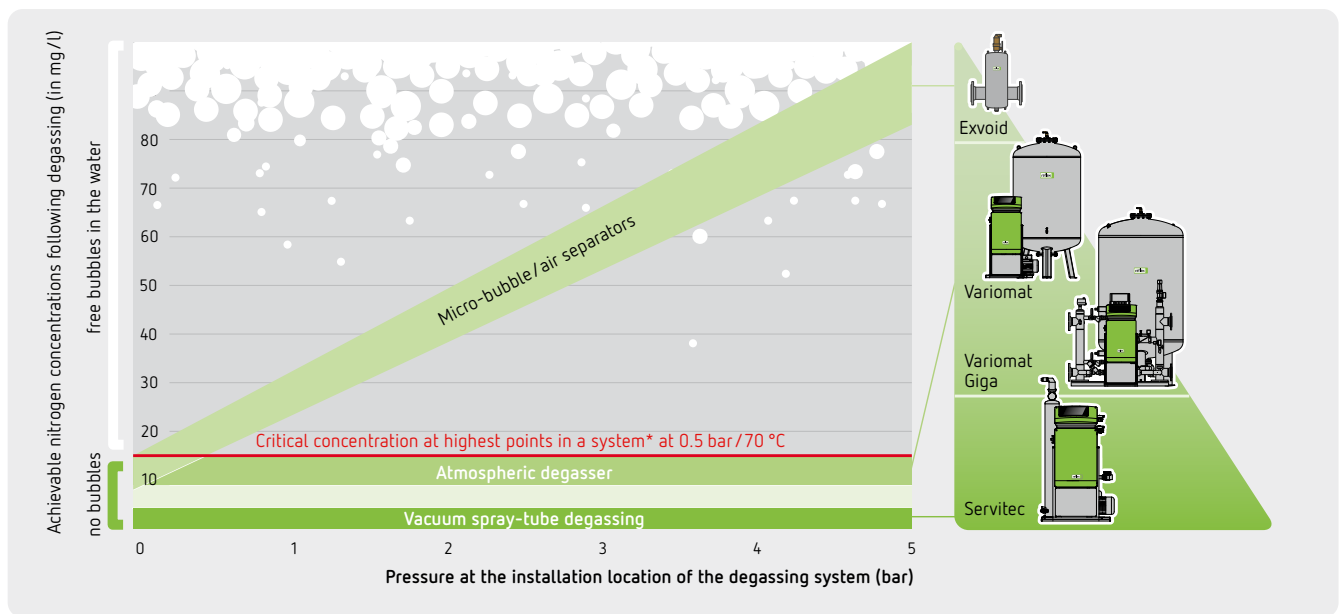 Achievable nitrogen concentrations following degassing (in mg/l)
free bubbles in the water
no bubbles
80
70
60
50
40
30
20
10
Micro-bubble/air separators
Critical concentration at highest points in a system* at 0.5 bar/70 °C
Atmospheric degasser
Vacuum spray-tube degassing
0 1 2 3 4 5
Pressure at the installation location of the degassing system (bar)
Exvoid
Variomat
Variomat
Giga
Servitec